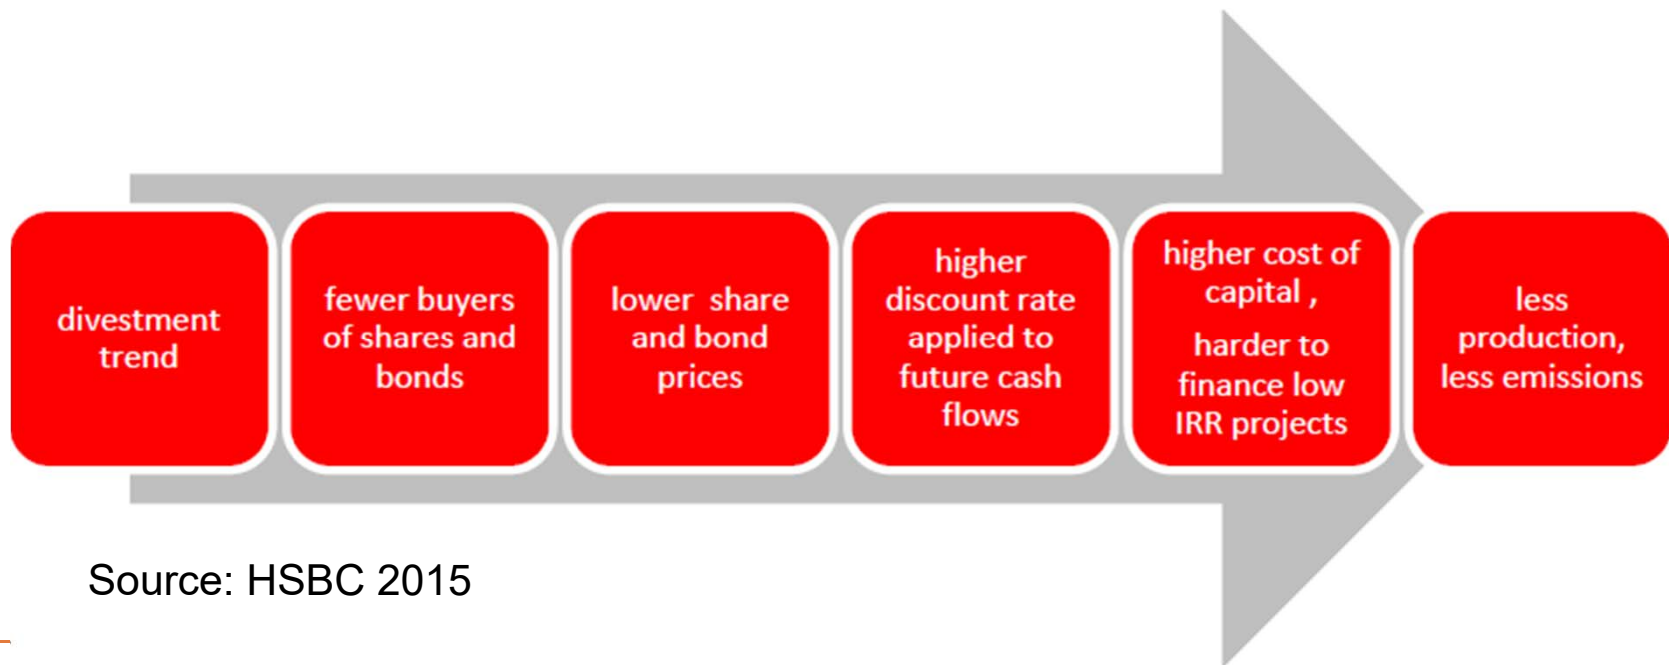 divestment
trend
fewer buyers
of shares and
bonds
lower share
and bond
prices
higher
discount rate
applied to
future cash
flows
higher cost of
capital ,
harder to
finance low
IRR projects
less
production,
less emissions
Source: HSBC 2015